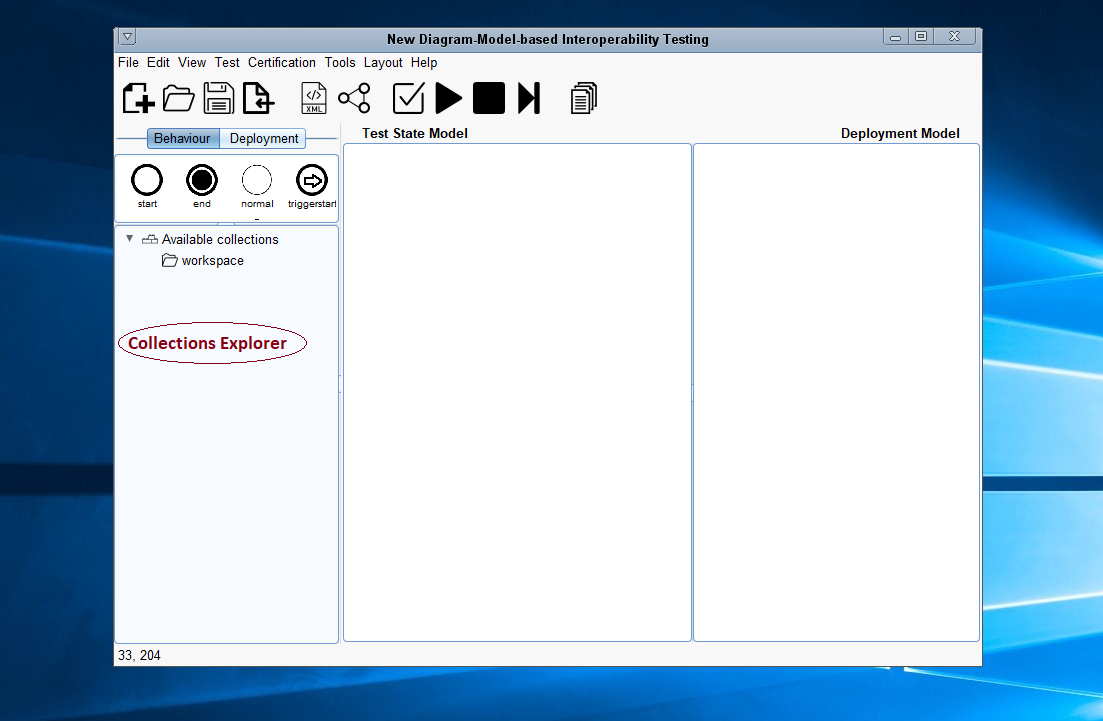 New Diagram-Model-based Interoperability Testing
File Edit View Test Certification Tools Layout Help
</> XML
Test State Model Deployment Model
Behaviour Deployment
start end normal triggerstart
Available collections
workspace
Collections Explorer
33, 204